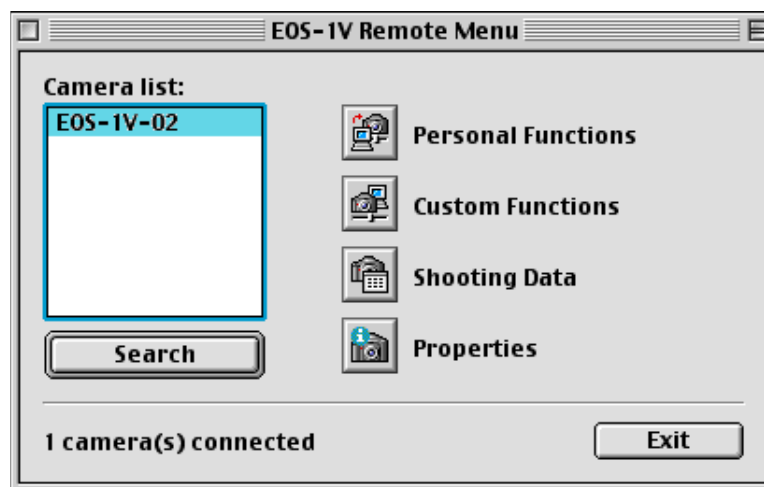 EOS-1V Remote Menu
Camera list:
EOS-1V-02
Search
Personal Functions
Custom Functions
Shooting Data
Properties
1 camera(s) connected
Exit